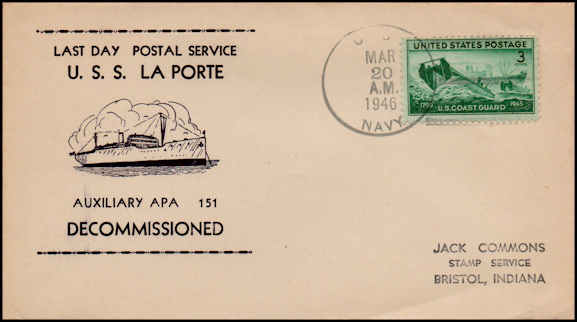 LAST DAY POSTAL SERVICE
U. S. S. LA PORTE
AUXILIARY APA 151
DECOMMISSIONED
MAR
20
A.M.
1946
NAVY
UNITED STATES POSTAGE
3
CENTS
1790 1945
U.S. COAST GUARD
JACK COMMONS
STAMP SERVICE
BRISTOL, INDIANA